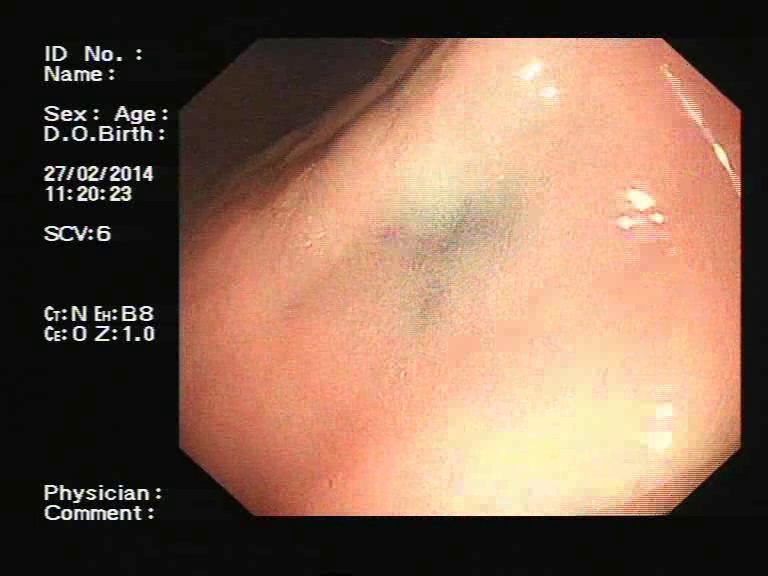 ID No. :
Name:
Sex: Age:
D.O.Birth:
27/02/2014
11:20:23
SCV:6
CT:N EH:B8
CE:0 Z:1.0
Physician:
Comment: